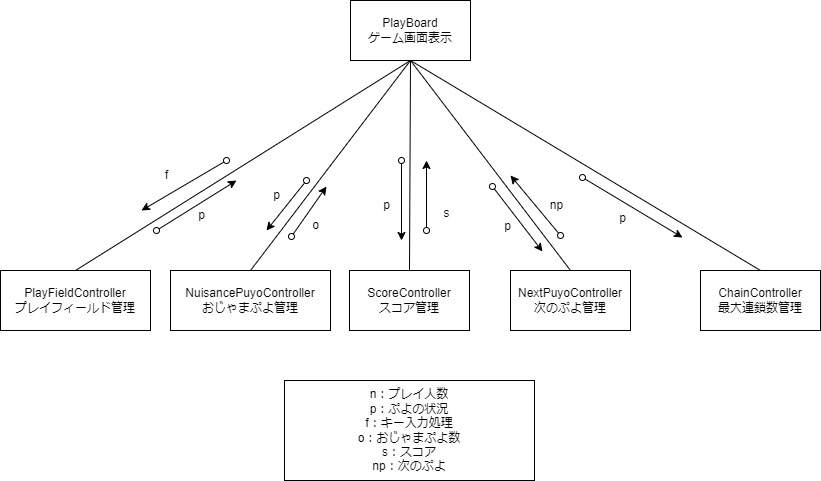 PlayBoard
ゲーム画面表示
f
p
p
o
p
s
np
p
p
PlayFieldController
プレイフィールド管理
NuisancePuyoController
おじゃまぷよ管理
ScoreController
スコア管理
NextPuyoController
次のぷよ管理
ChainController
最大連鎖数管理
n：プレイ人数
p：ぷよの状況
f：キー入力処理
o：おじゃまぷよ数
s：スコア
np：次のぷよ